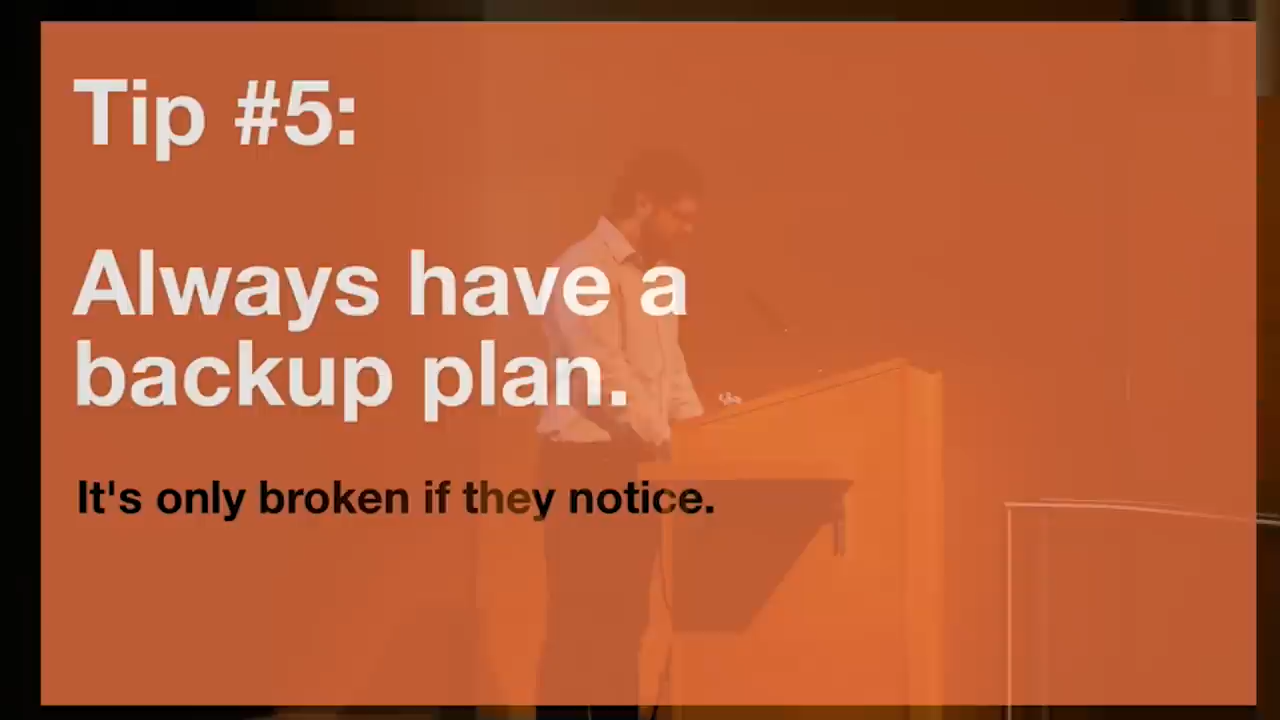 Tip #5:
Always have a
backup plan.
It's only broken if they notice.